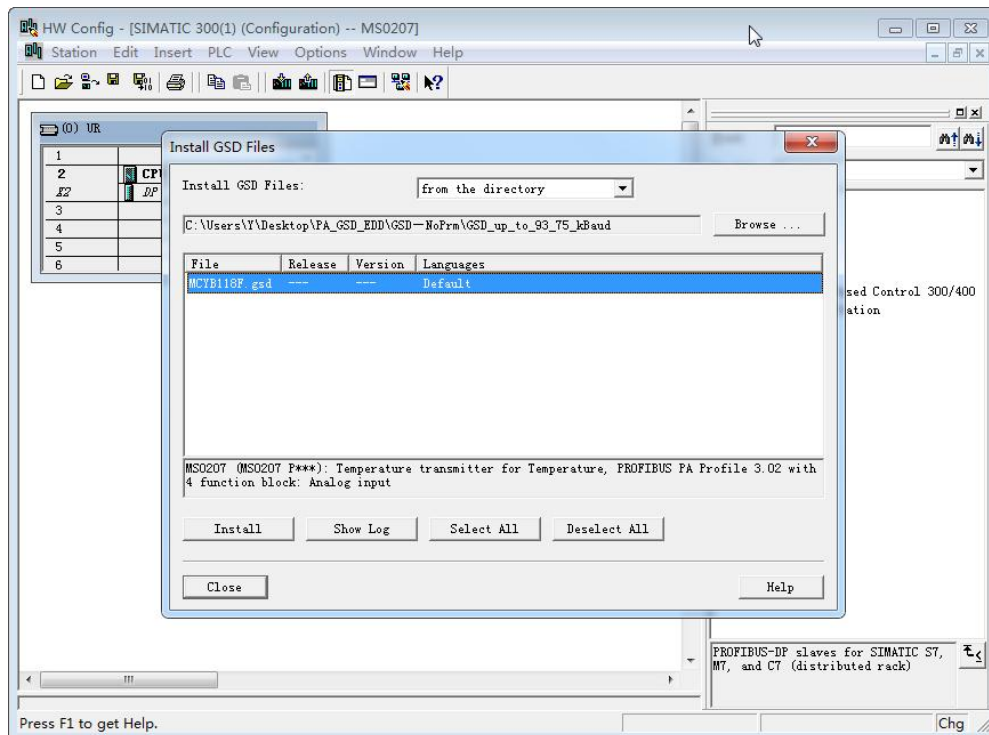 HW Config - [SIMATIC 300(1) (Configuration) -- MS0207]
Station Edit Insert PLC View Options Window Help
(0) UR
1
2 CPU
X2 DP
3
4
5
6
Install GSD Files
Install GSD Files: from the directory
C:\Users\Y\Desktop\PA_GSD_EDD\GSD－NoPrm\GSD_up_to_93_75_kBaud Browse ...
File Release Version Languages
MCYB118F.gsd --- --- Default
MS0207 (MS0207 P***): Temperature transmitter for Temperature, PROFIBUS PA Profile 3.02 with
4 function block: Analog input
Install Show Log Select All Deselect All
Close Help
sed Control 300/400
ation
PROFIBUS-DP slaves for SIMATIC S7,
M7, and C7 (distributed rack)
Press F1 to get Help. Chg